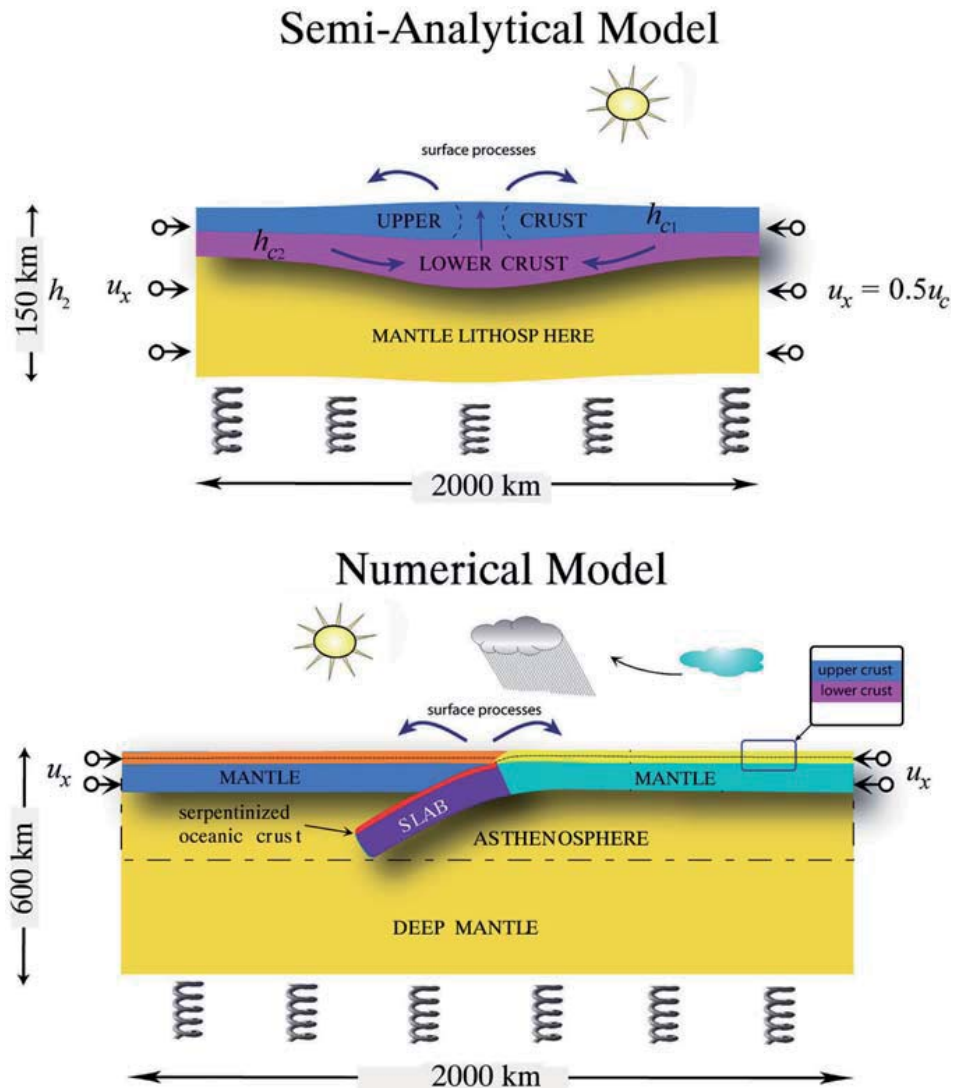 Semi-Analytical Model
surface processes
UPPER CRUST
h_c1
h_c2
LOWER CRUST
150 km
h_2
u_x
u_x = 0.5u_c
MANTLE LITHOSP HERE
2000 km
Numerical Model
upper crust
lower crust
surface processes
u_x
MANTLE
MANTLE
u_x
SLAB
serpentinized
oceanic crust
ASTHENOSPHERE
600 km
DEEP MANTLE
2000 km